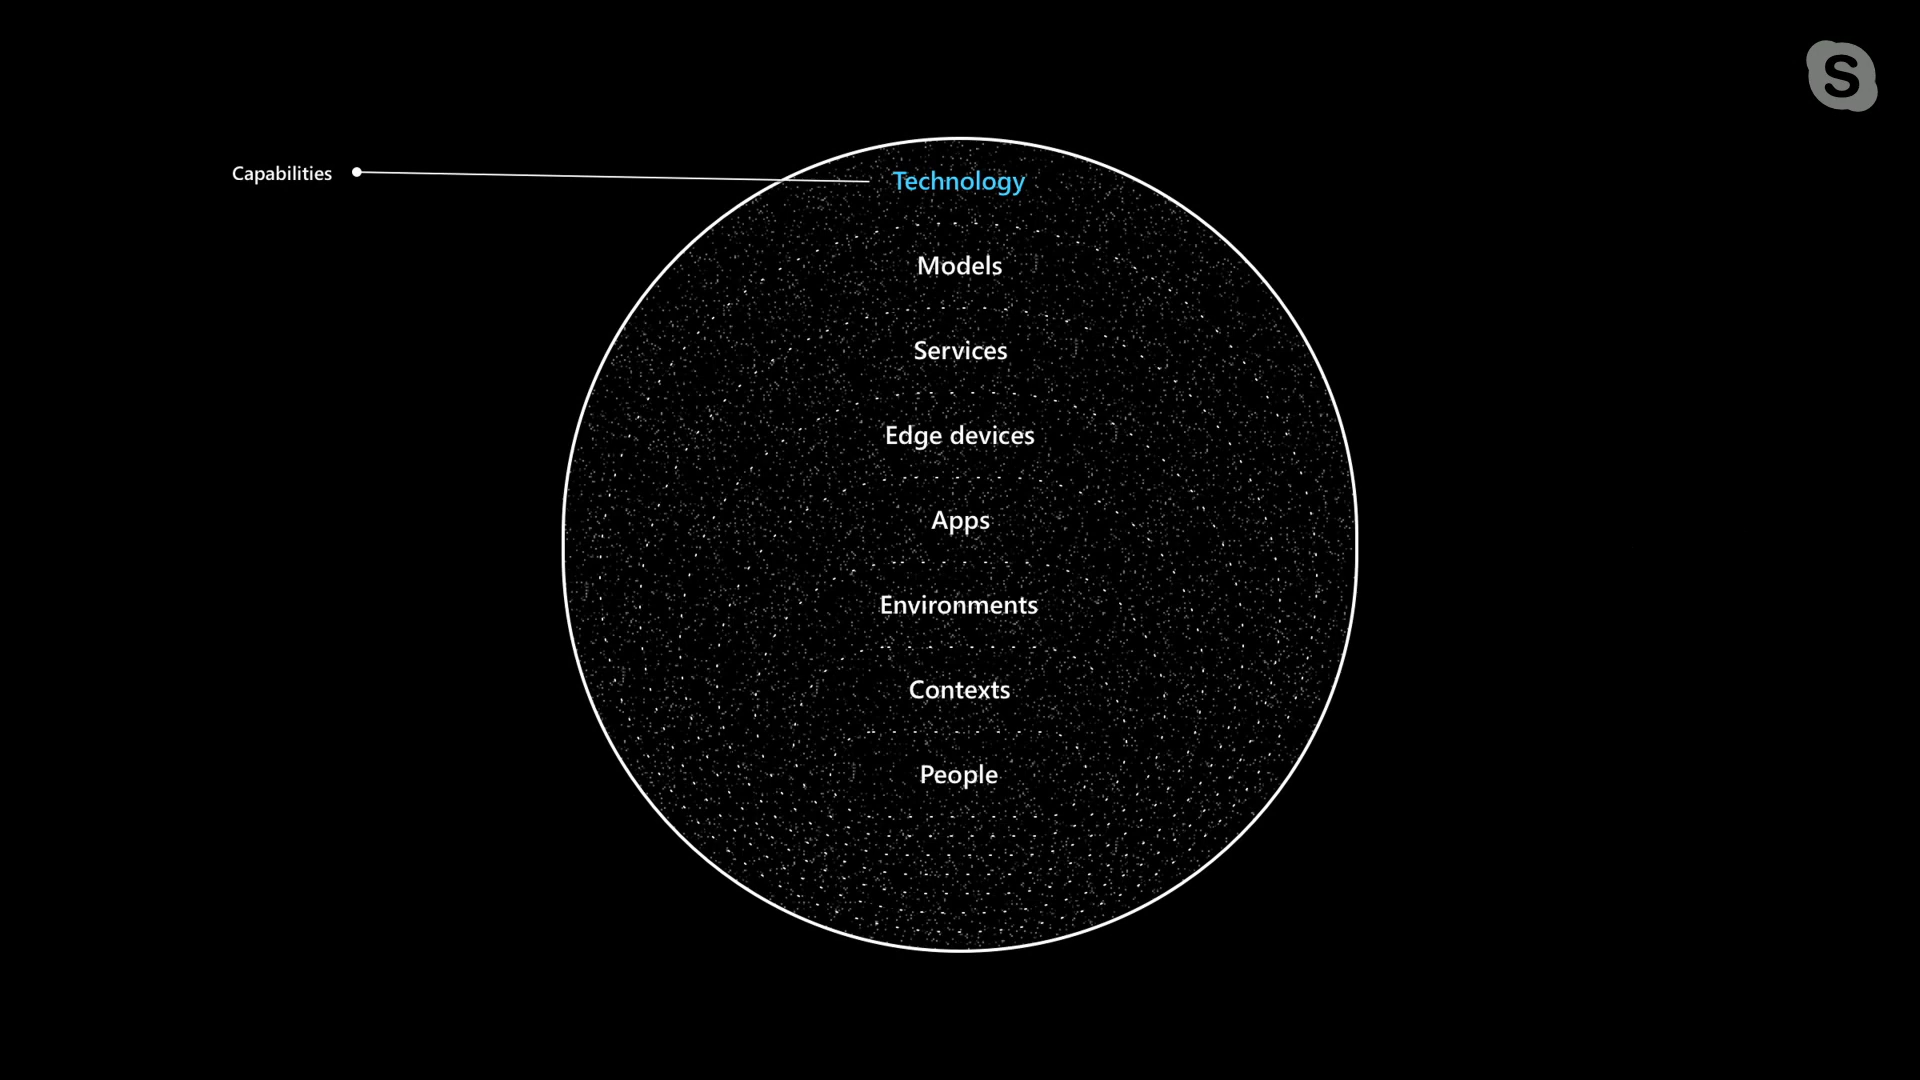 Capabilities
Technology
Models
Services
Edge devices
Apps
Environments
Contexts
People